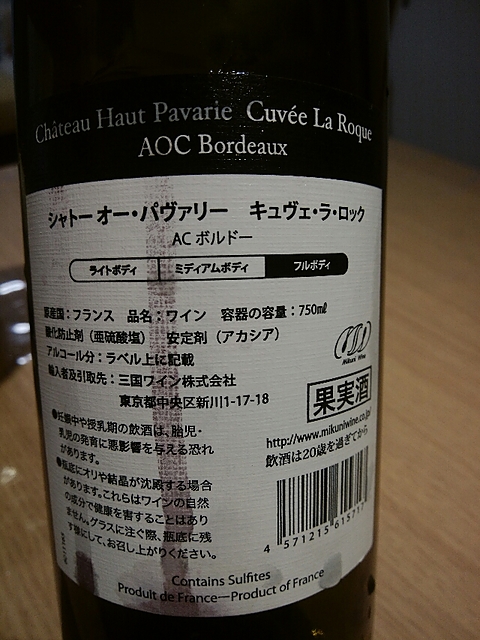 Château Haut Pavarie Cuvée La Roque
AOC Bordeaux
シャトー オー・パヴァリー キュヴェ・ラ・ロック
AC ボルドー
ライトボディ ミディアムボディ フルボディ
原産国：フランス 品名：ワイン 容器の容量：750㎖
酸化防止剤（亜硫酸塩） 安定剤（アカシア）
アルコール分：ラベル上に記載
輸入者及引取先：三国ワイン株式会社
東京都中央区新川1-17-18
Mikuni Wine
果実酒
http://www.mikuniwine.co.jp/
飲酒は20歳を過ぎてから
●妊娠中や授乳期の飲酒は、胎児・
乳児の発育に悪影響を与える恐れ
があります。
●瓶底にオリや結晶が沈殿する場合
があります。これらはワインの自然
の成分で健康を害することはあり
ません。グラスに注ぐ際、瓶底に残
す様にして、お召し上がりください。
4 571215 61571
Contains Sulfites
Produit de France—Product of France